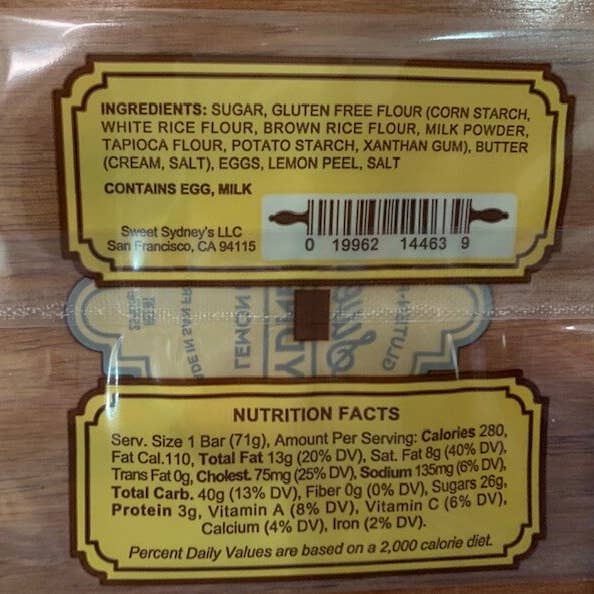 INGREDIENTS: SUGAR, GLUTEN FREE FLOUR (CORN STARCH,
WHITE RICE FLOUR, BROWN RICE FLOUR, MILK POWDER,
TAPIOCA FLOUR, POTATO STARCH, XANTHAN GUM), BUTTER
(CREAM, SALT), EGGS, LEMON PEEL, SALT
CONTAINS EGG, MILK
Sweet Sydney's LLC
San Francisco, CA 94115
0 19962 14463 9
LEMON
NUTRITION FACTS
Serv. Size 1 Bar (71g), Amount Per Serving: Calories 280,
Fat Cal.110, Total Fat 13g (20% DV), Sat. Fat 8g (40% DV),
Trans Fat 0g, Cholest. 75mg (25% DV), Sodium 135mg (6% DV),
Total Carb. 40g (13% DV), Fiber 0g (0% DV), Sugars 26g,
Protein 3g, Vitamin A (8% DV), Vitamin C (6% DV),
Calcium (4% DV), Iron (2% DV).
Percent Daily Values are based on a 2,000 calorie diet.